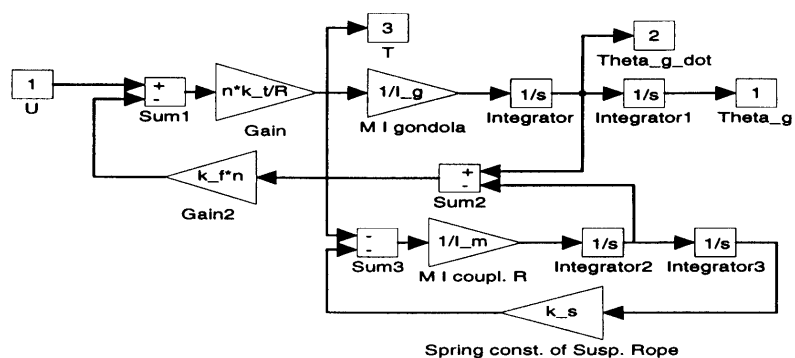 3
T
2
Theta_g_dot
1
U
+
-
Sum1
n*k_t/R
Gain
1/I_g
M I gondola
1/s
Integrator
1/s
Integrator1
1
Theta_g
k_f*n
Gain2
+
-
Sum2
-
-
Sum3
1/I_m
M I coupl. R
1/s
Integrator2
1/s
Integrator3
k_s
Spring const. of Susp. Rope